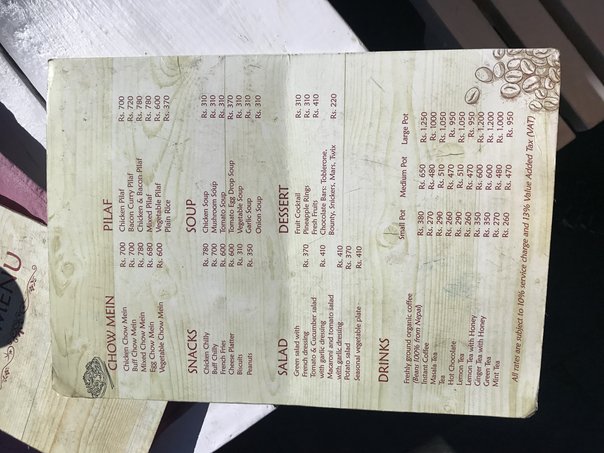 MENU
CHOW MEIN
Chicken Chow Mein Rs. 700
Buff Chow Mein Rs. 700
Mixed Chow Mein Rs. 780
Egg Chow Mein Rs. 680
Vegetable Chow Mein Rs. 600
PILAF
Chicken Pilaf Rs. 700
Bacon Curry Pilaf Rs. 720
Chicken & Bacon Pilaf Rs. 780
Mixed Pilaf Rs. 780
Vegetable Pilaf Rs. 600
Plain Rice Rs. 370
SNACKS
Chicken Chilly Rs. 780
Buff Chilly Rs. 700
French Fries Rs. 600
Cheese Platter Rs. 600
Biscuits Rs. 310
Peanuts Rs. 350
SOUP
Chicken Soup Rs. 310
Mushroom Soup Rs. 310
Tomato Soup Rs. 310
Tomato Egg Drop Soup Rs. 370
Vegetable Soup Rs. 310
Garlic Soup Rs. 310
Onion Soup Rs. 310
SALAD
Green salad with
French dressing Rs. 370
Tomato & Cucumber salad
with garlic dressing Rs. 410
Macaroni and tomato salad
with garlic dressing Rs. 410
Potato salad Rs. 370
Seasonal vegetable plate Rs. 410
DESSERT
Fruit Cocktail Rs. 310
Pineapple Rings Rs. 310
Fresh Fruits Rs. 410
Chocolate Bars: Toblerone,
Bounty, Snickers, Mars, Twix Rs. 220
DRINKS
Small Pot Medium Pot Large Pot
Freshly ground organic coffee Rs. 380 Rs. 650 Rs. 1,250
(Beans 100% from Nepal)
Instant Coffee Rs. 270 Rs. 480 Rs. 1000
Masala Tea Rs. 290 Rs. 510 Rs. 1,050
Tea Rs. 260 Rs. 470 Rs. 950
Hot Chocolate Rs. 290 Rs. 510 Rs. 1,050
Lemon Tea Rs. 260 Rs. 470 Rs. 950
Lemon Tea with Honey Rs. 350 Rs. 600 Rs. 1,200
Ginger Tea with Honey Rs. 350 Rs. 600 Rs. 1,200
Green Tea Rs. 270 Rs. 480 Rs. 1,000
Mint Tea Rs. 260 Rs. 470 Rs. 950
All rates are subject to 10% service charge and 13% Value Added Tax (VAT)